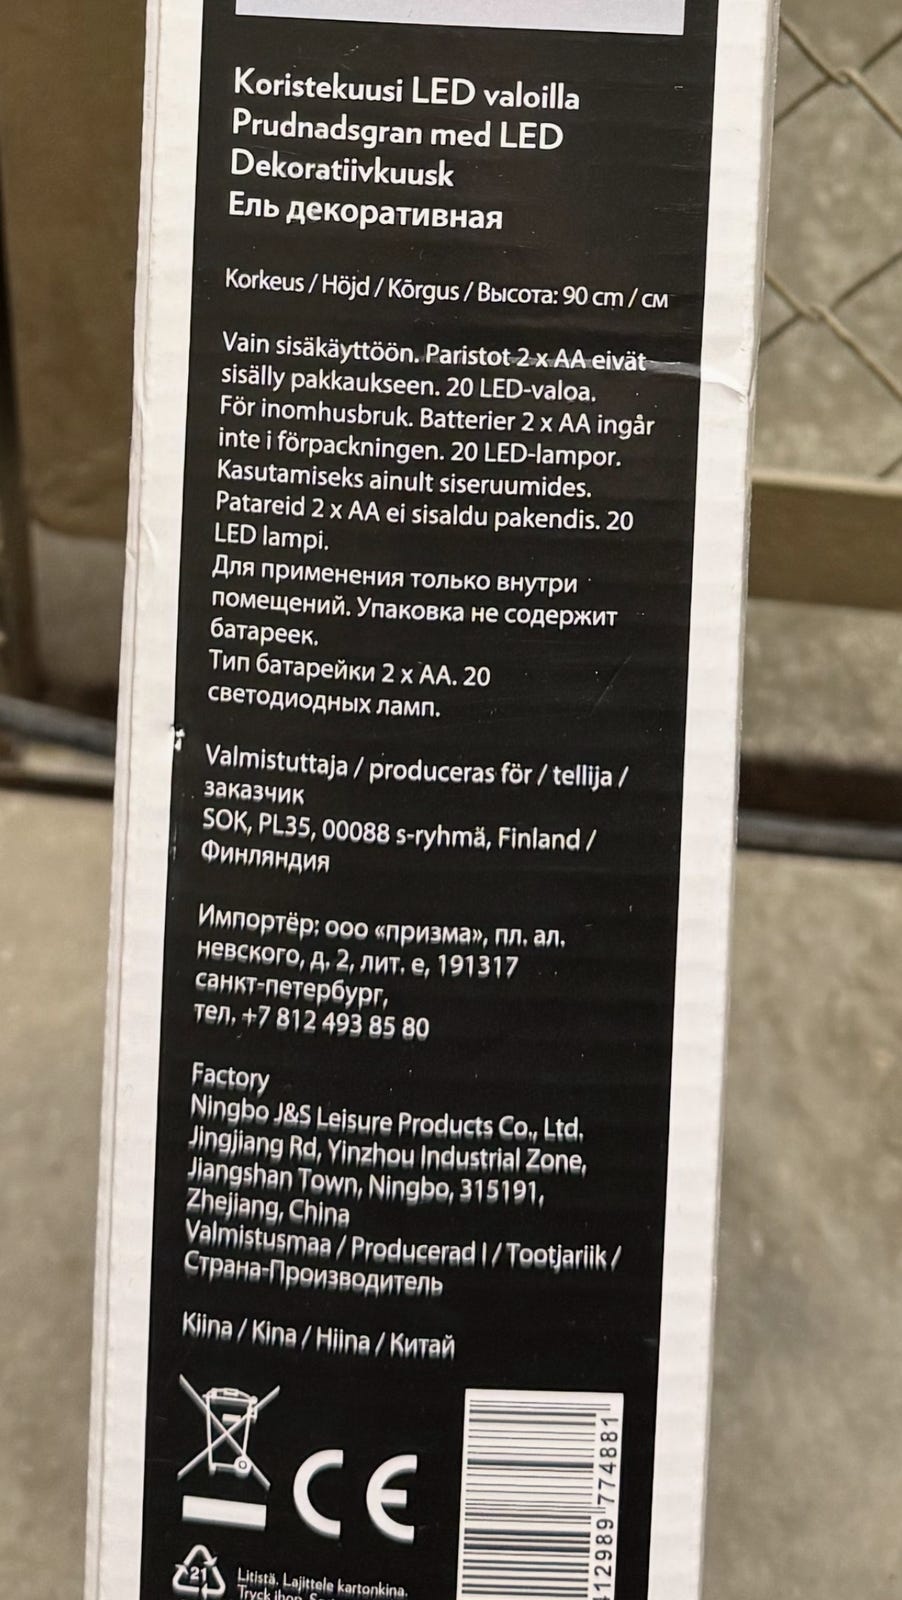 Koristekuusi LED valoilla
Prudnadsgran med LED
Dekoratiivkuusk
Ель декоративная
Korkeus / Höjd / Kõrgus / Высота: 90 cm / см
Vain sisäkäyttöön. Paristot 2 x AA eivät
sisälly pakkaukseen. 20 LED-valoa.
För inomhusbruk. Batterier 2 x AA ingår
inte i förpackningen. 20 LED-lampor.
Kasutamiseks ainult siseruumides.
Patareid 2 x AA ei sisaldu pakendis. 20
LED lampi.
Для применения только внутри
помещений. Упаковка не содержит
батареек.
Тип батарейки 2 x AA. 20
светодиодных ламп.
Valmistuttaja / produceras för / tellija /
заказчик
SOK, PL35, 00088 s-ryhmä, Finland /
Финляндия
Импортёр: ооо «призма», пл. ал.
невского, д. 2, лит. е, 191317
санкт-петербург,
тел. +7 812 493 85 80
Factory
Ningbo J&S Leisure Products Co., Ltd.
Jingjiang Rd, Yinzhou Industrial Zone,
Jiangshan Town, Ningbo, 315191,
Zhejiang, China
Valmistusmaa / Producerad I / Tootjariik /
Страна-Производитель
Kiina / Kina / Hiina / Китай
CE
412989 774881
21
Litistä. Lajittele kartonkina.
Tryck ihop.